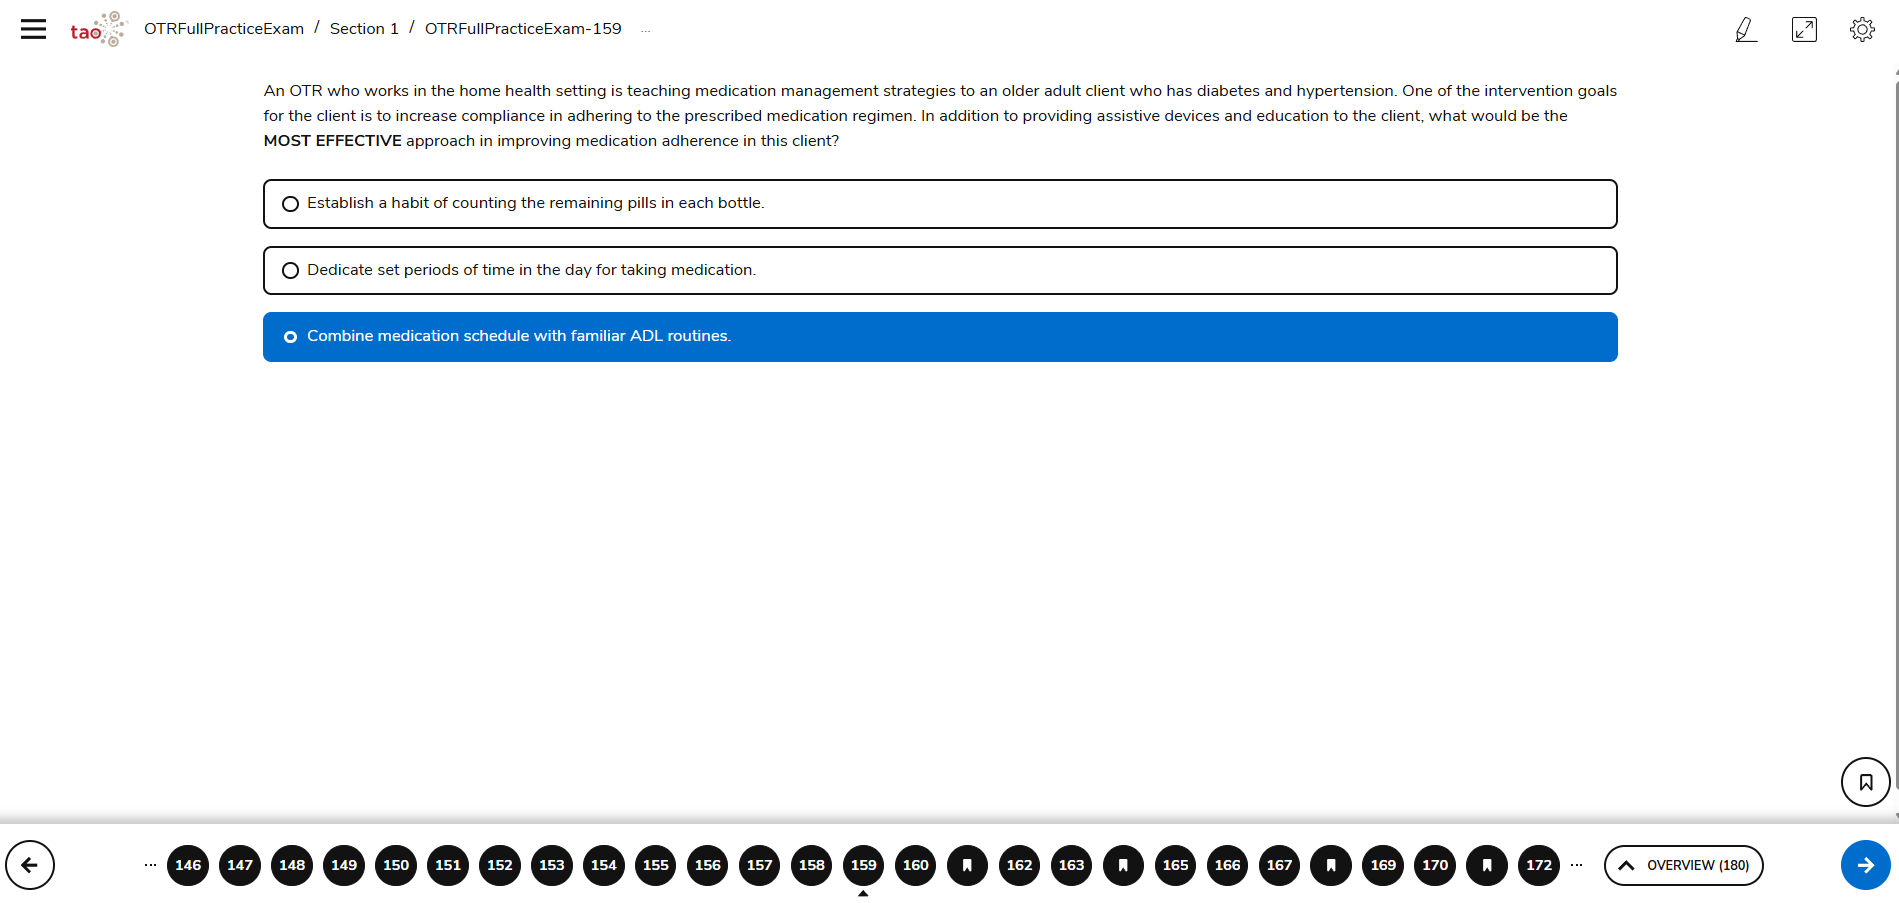 tao
OTRFullPracticeExam / Section 1 / OTRFullPracticeExam-159 ...
An OTR who works in the home health setting is teaching medication management strategies to an older adult client who has diabetes and hypertension. One of the intervention goals
for the client is to increase compliance in adhering to the prescribed medication regimen. In addition to providing assistive devices and education to the client, what would be the
MOST EFFECTIVE approach in improving medication adherence in this client?
Establish a habit of counting the remaining pills in each bottle.
Dedicate set periods of time in the day for taking medication.
Combine medication schedule with familiar ADL routines.
... 146 147 148 149 150 151 152 153 154 155 156 157 158 159 160 162 163 165 166 167 169 170 172 ... OVERVIEW (180)